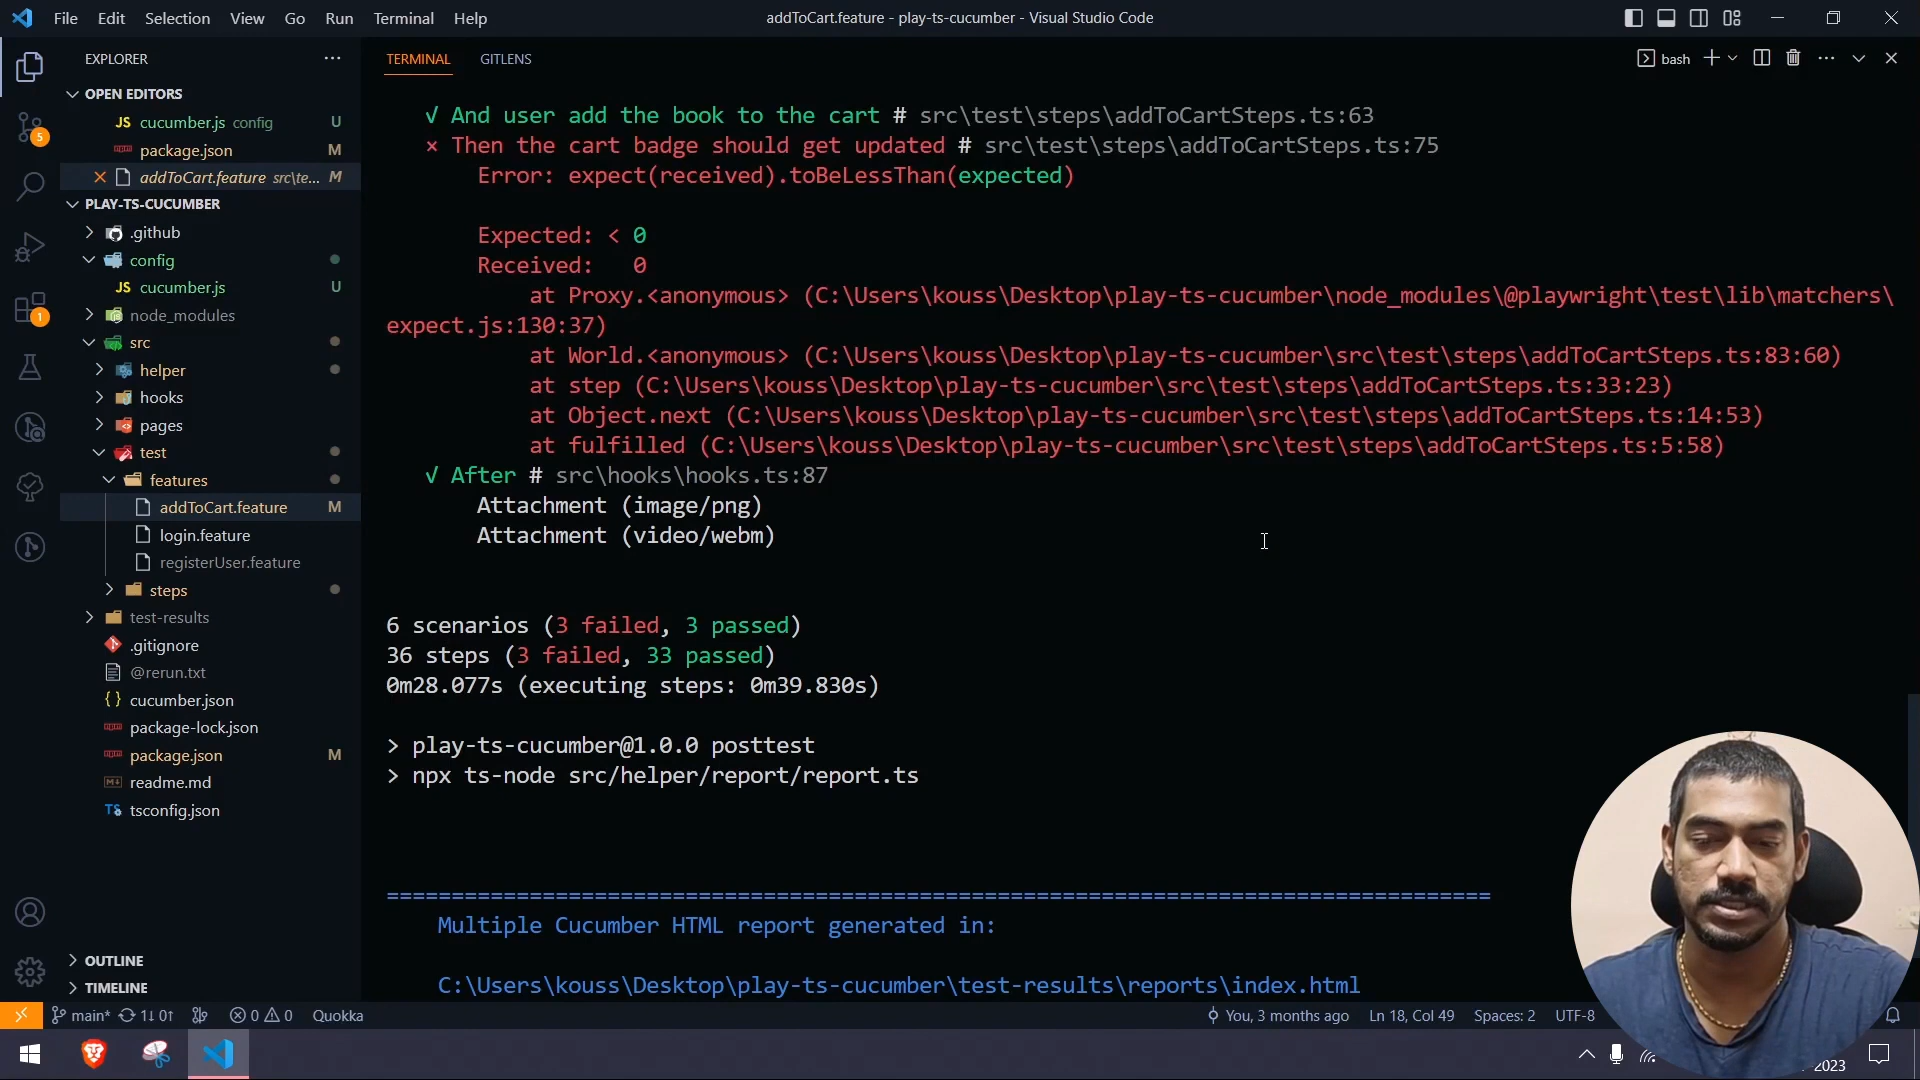 File Edit Selection View Go Run Terminal Help
addToCart.feature - play-ts-cucumber - Visual Studio Code
EXPLORER
OPEN EDITORS
JS cucumber.js config U
package.json M
addToCart.feature src\te... M
PLAY-TS-CUCUMBER
.github
config
JS cucumber.js U
node_modules
src
helper
hooks
pages
test
features
addToCart.feature M
login.feature
registerUser.feature
steps
test-results
.gitignore
@rerun.txt
{} cucumber.json
package-lock.json
package.json M
readme.md
TS tsconfig.json
OUTLINE
TIMELINE
5
1
TERMINAL GITLENS
bash
√ And user add the book to the cart # src\test\steps\addToCartSteps.ts:63
× Then the cart badge should get updated # src\test\steps\addToCartSteps.ts:75
Error: expect(received).toBeLessThan(expected)
Expected: < 0
Received: 0
at Proxy.<anonymous> (C:\Users\kouss\Desktop\play-ts-cucumber\node_modules\@playwright\test\lib\matchers\
expect.js:130:37)
at World.<anonymous> (C:\Users\kouss\Desktop\play-ts-cucumber\src\test\steps\addToCartSteps.ts:83:60)
at step (C:\Users\kouss\Desktop\play-ts-cucumber\src\test\steps\addToCartSteps.ts:33:23)
at Object.next (C:\Users\kouss\Desktop\play-ts-cucumber\src\test\steps\addToCartSteps.ts:14:53)
at fulfilled (C:\Users\kouss\Desktop\play-ts-cucumber\src\test\steps\addToCartSteps.ts:5:58)
√ After # src\hooks\hooks.ts:87
Attachment (image/png)
Attachment (video/webm)
6 scenarios (3 failed, 3 passed)
36 steps (3 failed, 33 passed)
0m28.077s (executing steps: 0m39.830s)
> play-ts-cucumber@1.0.0 posttest
> npx ts-node src/helper/report/report.ts
=====================================================================================
Multiple Cucumber HTML report generated in:
C:\Users\kouss\Desktop\play-ts-cucumber\test-results\reports\index.html
main* 1↓ 0↑ 0 0 Quokka
You, 3 months ago Ln 18, Col 49 Spaces: 2 UTF-8
2023